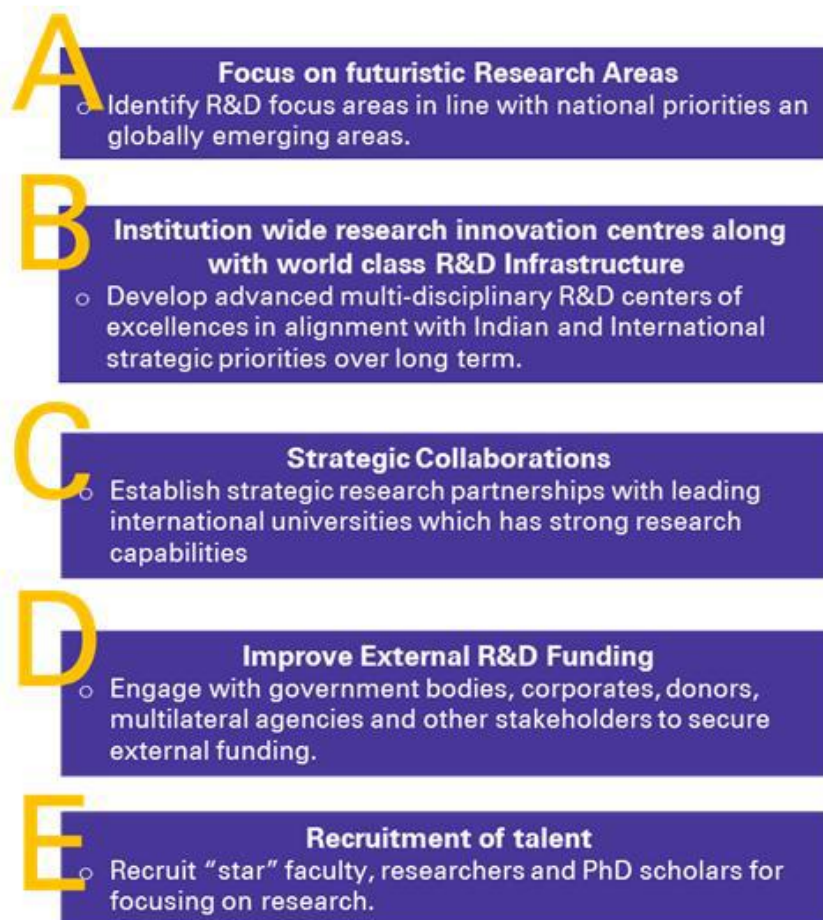 A
Focus on futuristic Research Areas
o Identify R&D focus areas in line with national priorities an
globally emerging areas.
B
Institution wide research innovation centres along
with world class R&D Infrastructure
o Develop advanced multi-disciplinary R&D centers of
excellences in alignment with Indian and International
strategic priorities over long term.
C
Strategic Collaborations
o Establish strategic research partnerships with leading
international universities which has strong research
capabilities
D
Improve External R&D Funding
o Engage with government bodies, corporates, donors,
multilateral agencies and other stakeholders to secure
external funding.
E
Recruitment of talent
o Recruit “star” faculty, researchers and PhD scholars for
focusing on research.